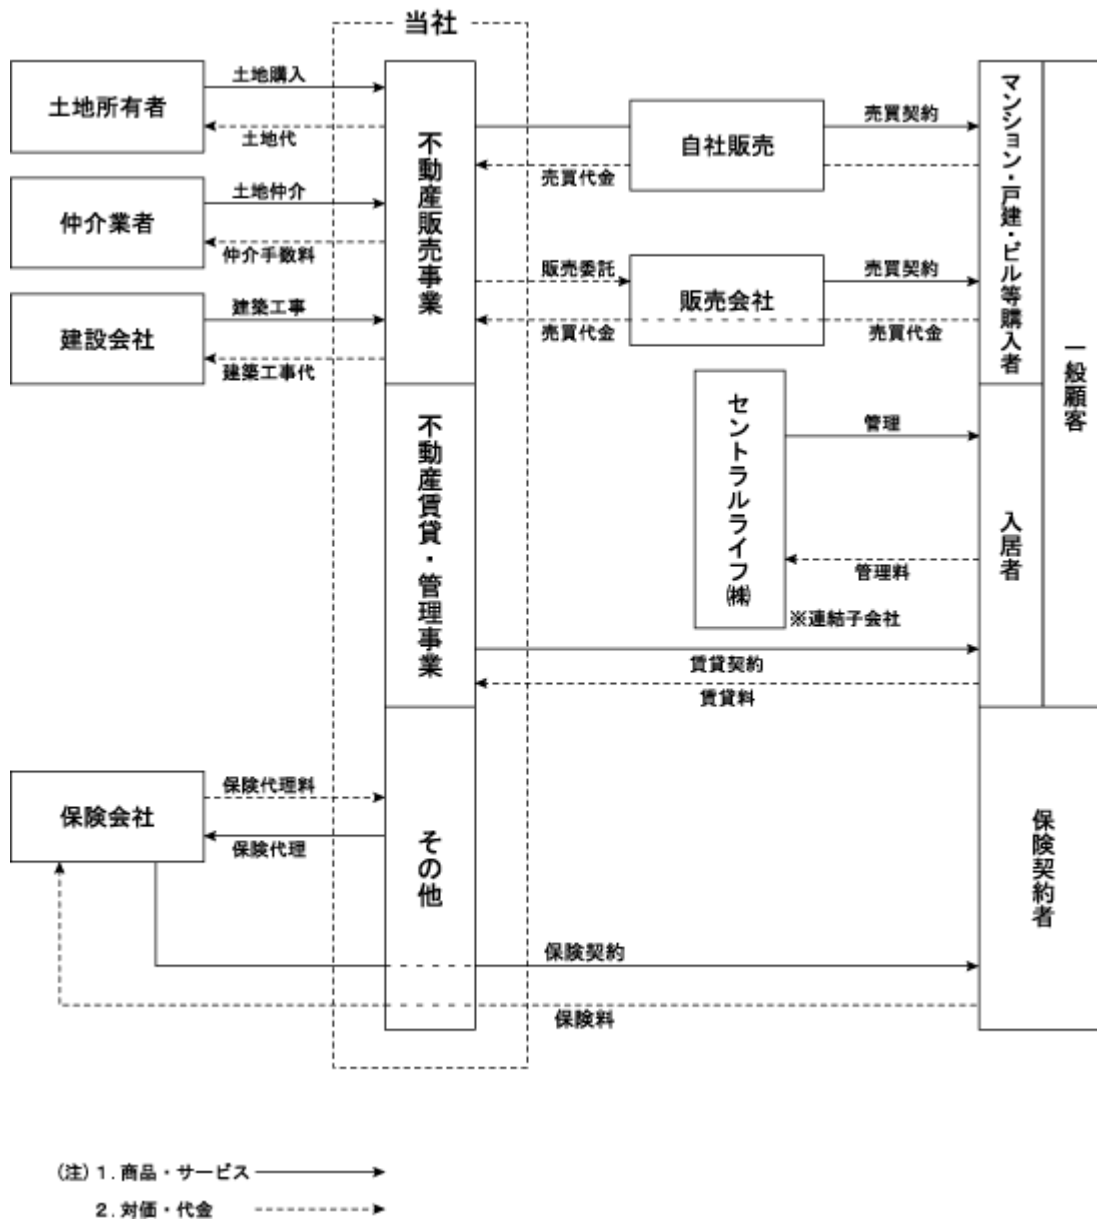 当社
土地所有者
土地購入
土地代
仲介業者
土地仲介
仲介手数料
建設会社
建築工事
建築工事代
不動産販売事業
自社販売
売買契約
売買代金
販売委託
販売会社
売買契約
売買代金
売買代金
マンション・戸建・ビル等購入者
一般顧客
不動産賃貸・管理事業
セントラルライフ㈱
管理
管理料
※連結子会社
入居者
賃貸契約
賃貸料
保険会社
保険代理料
保険代理
その他
保険契約
保険料
保険契約者
(注) 1. 商品・サービス
2. 対価・代金